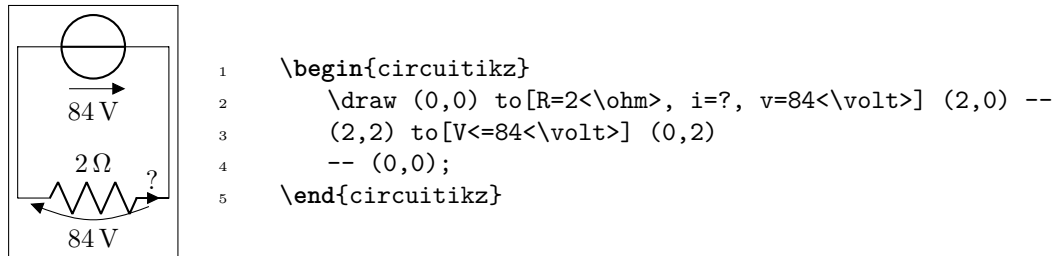 84 V
2 Ω
?
84 V
1 \begin{circuitikz}
2 \draw (0,0) to[R=2<\ohm>, i=?, v=84<\volt>] (2,0) --
3 (2,2) to[V<=84<\volt>] (0,2)
4 -- (0,0);
5 \end{circuitikz}